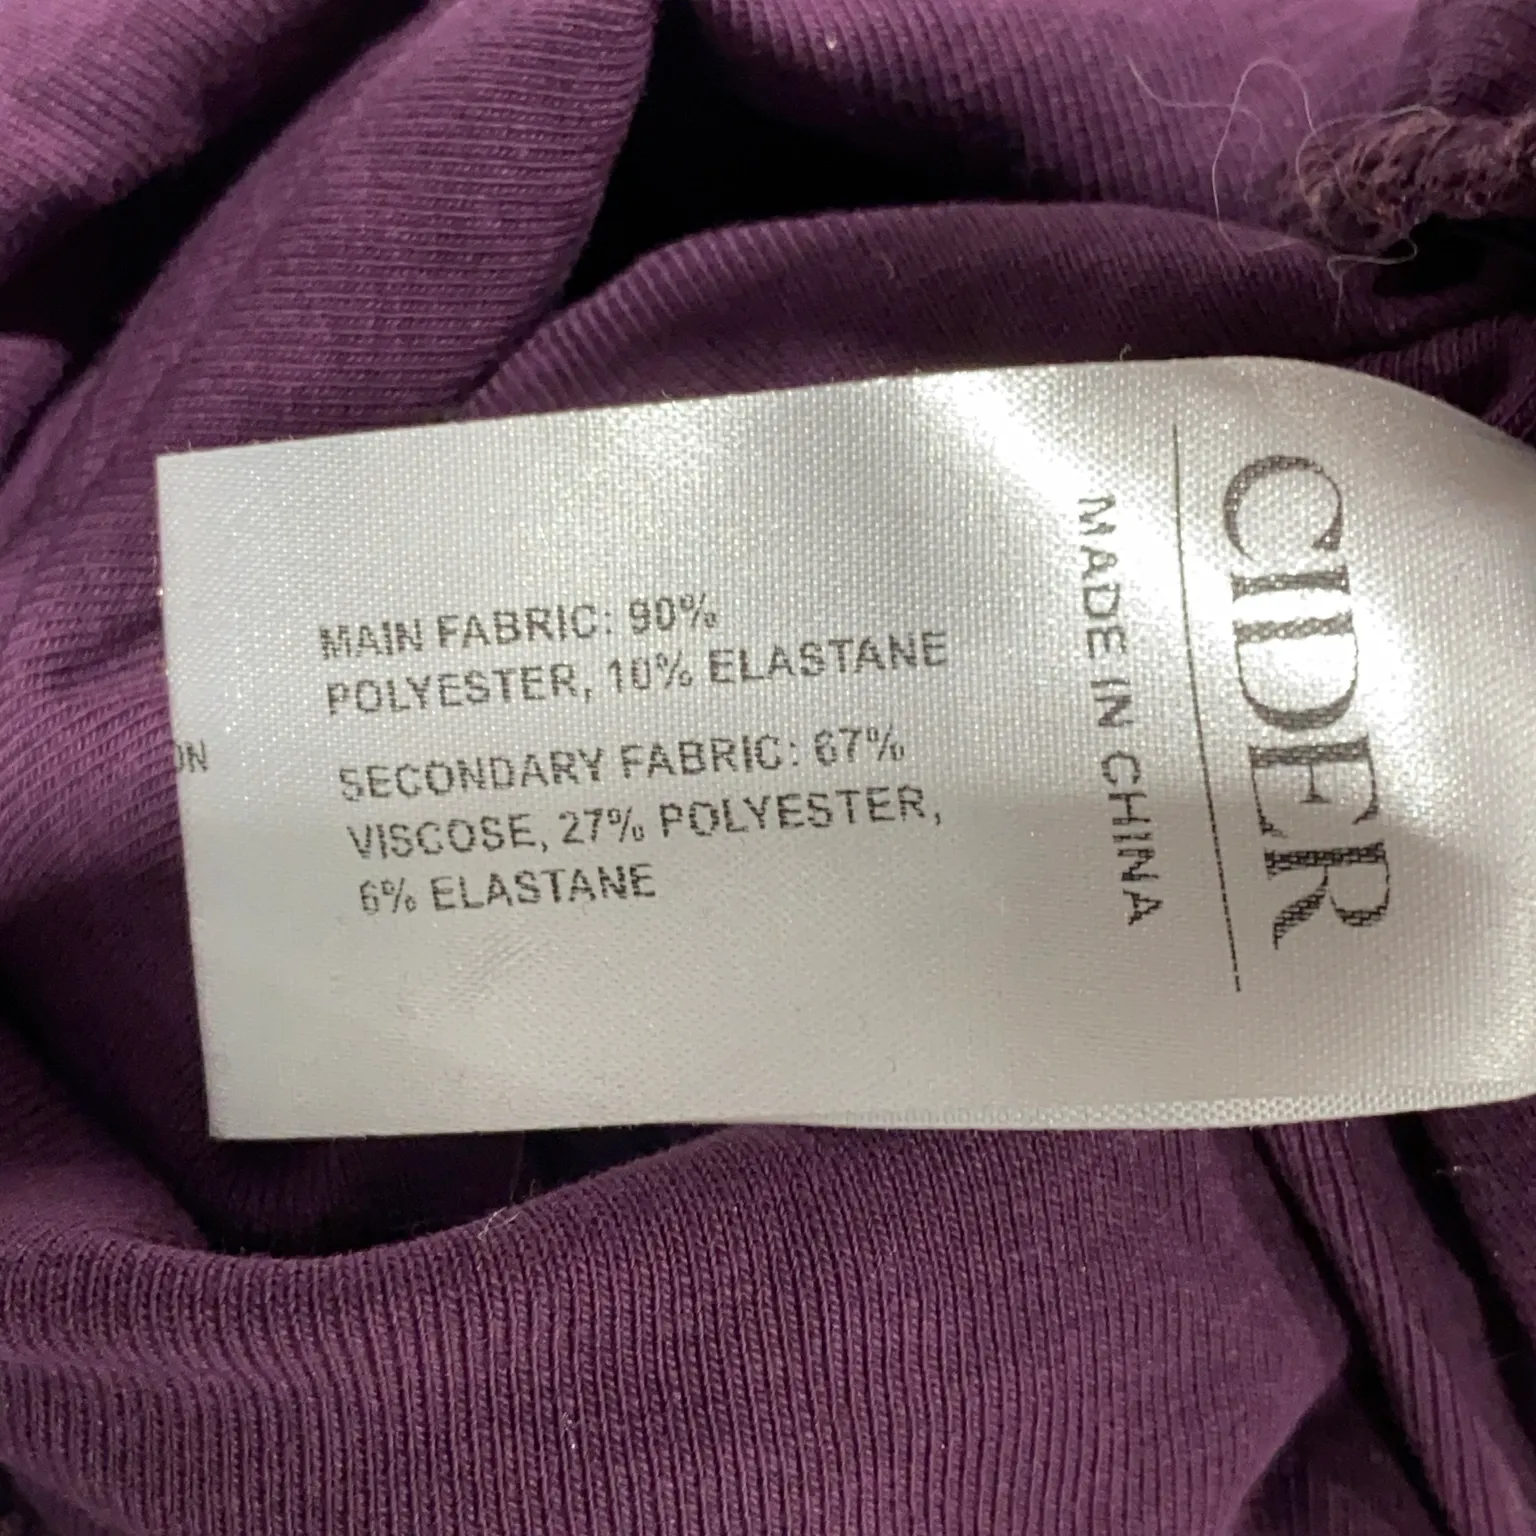 CIDER
MADE IN CHINA
MAIN FABRIC: 90%
POLYESTER, 10% ELASTANE
SECONDARY FABRIC: 67%
VISCOSE, 27% POLYESTER,
6% ELASTANE